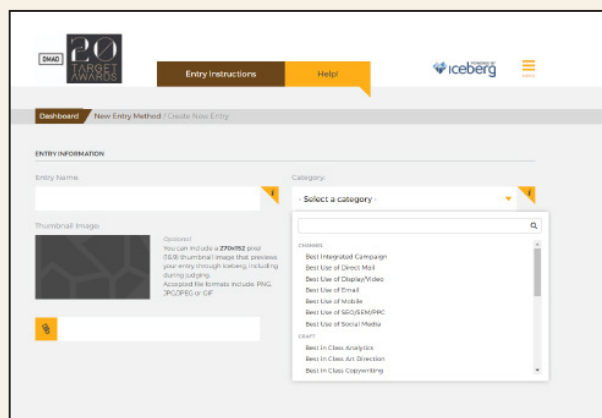 DMAD
20
TARGET
AWARDS
Entry Instructions
Help!
POWERED BY
iceberg
Dashboard
New Entry Method / Create New Entry
ENTRY INFORMATION
Entry Name:
Category:
- Select a category -
Thumbnail Image:
Optional
You can include a 270x152 pixel
(16:9) thumbnail image that previews
your entry through Iceberg, including
during judging.
Accepted file formats include: PNG,
JPG/JPEG or GIF
CHANNEL
Best Integrated Campaign
Best Use of Direct Mail
Best Use of Display/Video
Best Use of Email
Best Use of Mobile
Best Use of SEO/SEM/PPC
Best Use of Social Media
CRAFT
Best in Class Analytics
Best in Class Art Direction
Best in Class Copywriting